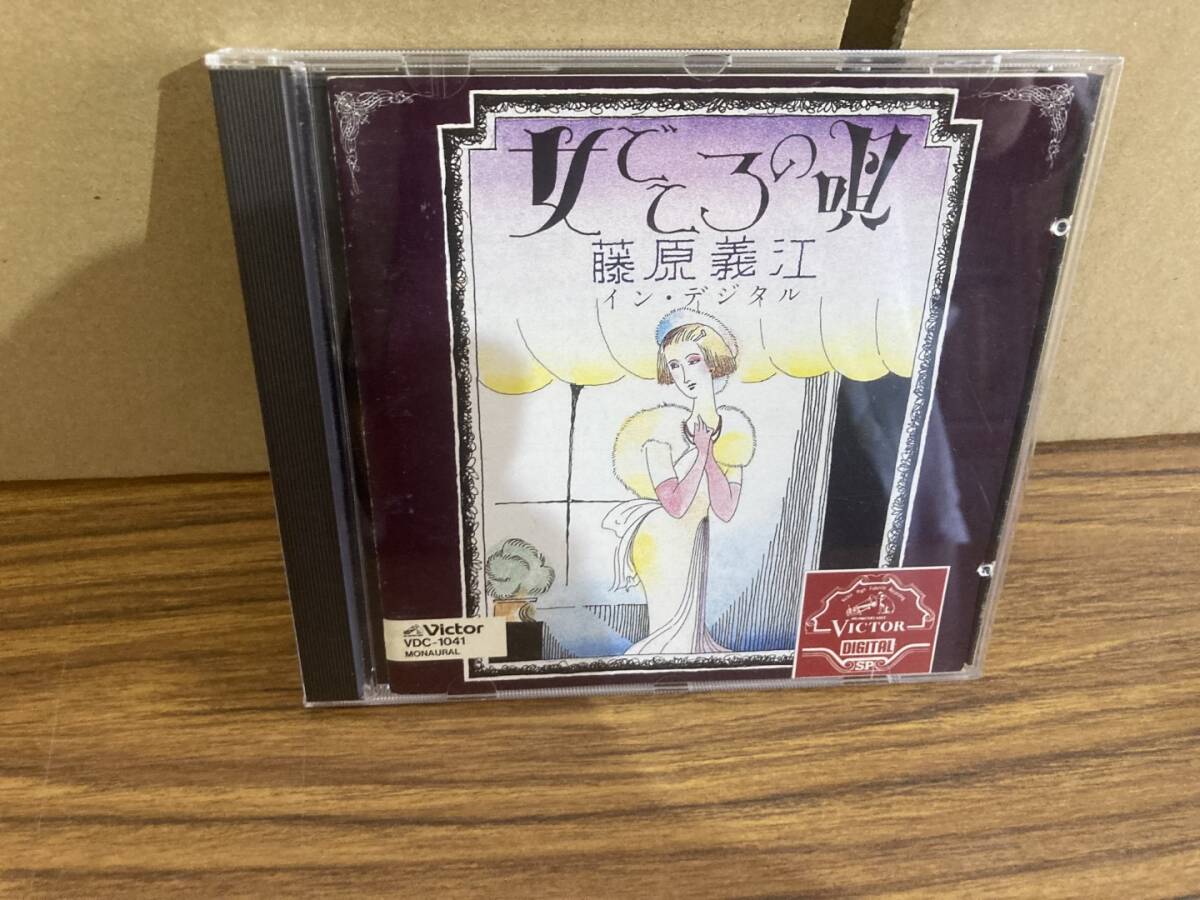 女ごころの唄
藤原義江
イン・デジタル
Victor
VDC-1041
MONAURAL
VICTOR
DIGITAL
SP